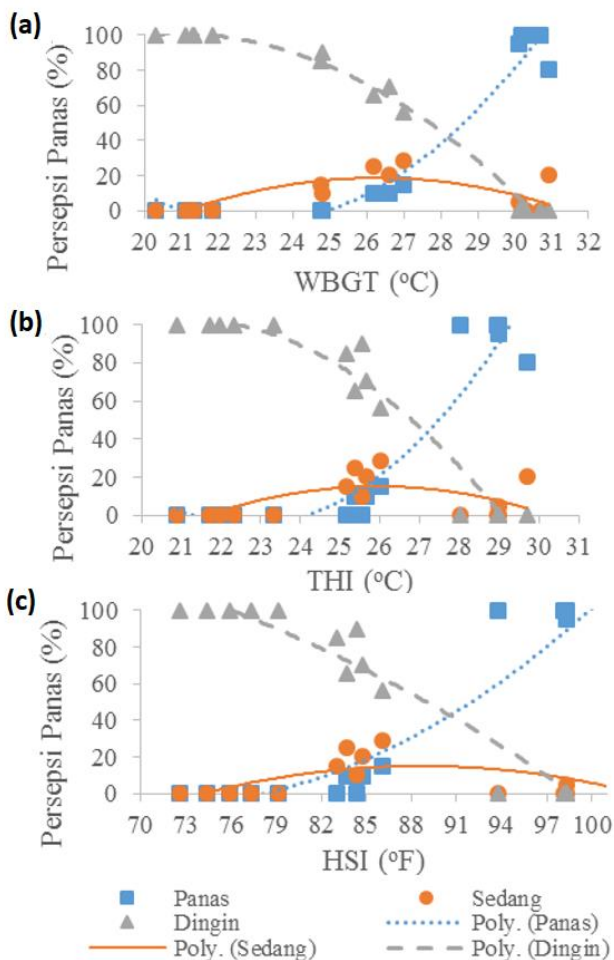 (a)
Persepsi Panas (%)
100
80
60
40
20
0
20 21 22 23 24 25 26 27 28 29 30 31
WBGT (ᵒC)
(b)
Persepsi Panas (%)
100
80
60
40
20
0
20 21 22 23 24 25 26 27 28 29 30 31
THI (ᵒC)
(c)
Persepsi Panas (%)
100
80
60
40
20
0
70 73 76 79 82 85 88 91 94 97 100
HSI (ᵒF)
Panas Sedang
Dingin Poly. (Panas)
Poly. (Sedang) Poly. (Dingin)